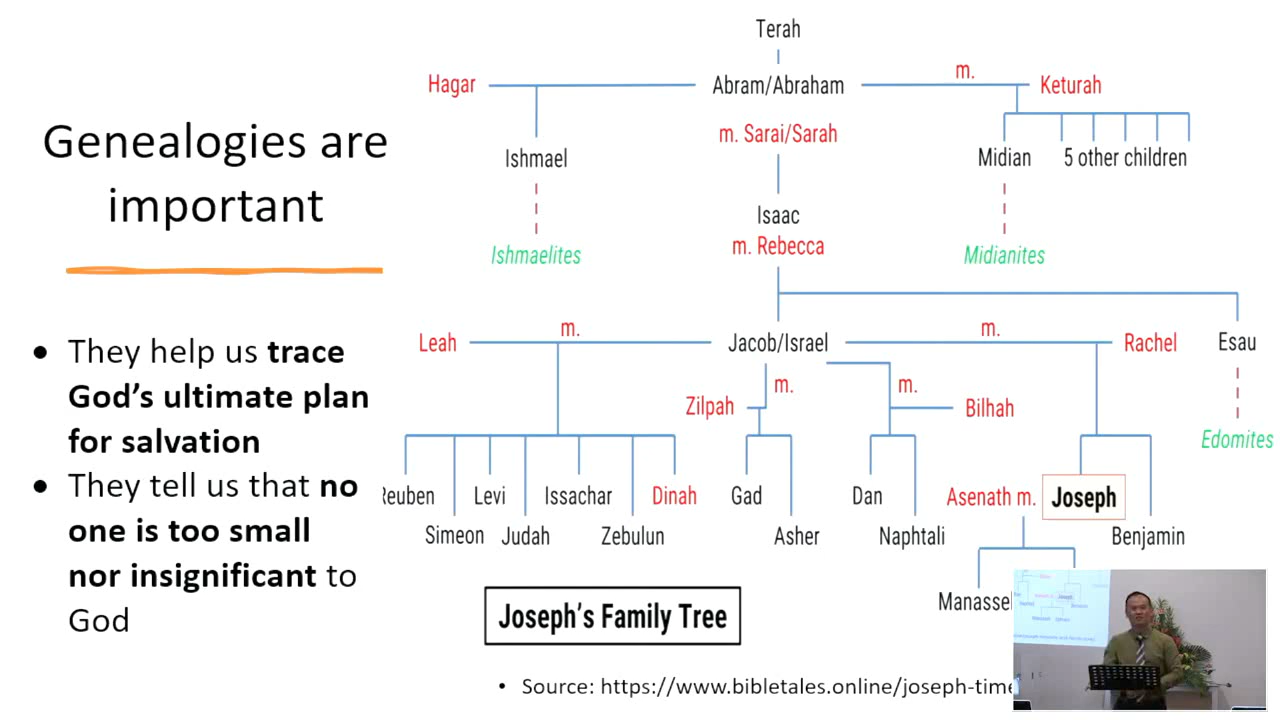 Genealogies are
important
• They help us trace
God's ultimate plan
for salvation
• They tell us that no
one is too small
nor insignificant to
God
Terah
Hagar
Abram/Abraham
m.
Keturah
m. Sarai/Sarah
Ishmael
Midian
5 other children
Isaac
m. Rebecca
Ishmaelites
Midianites
Leah
m.
Jacob/Israel
m.
Rachel
Esau
m.
m.
Zilpah
Bilhah
Edomites
Reuben
Levi
Issachar
Dinah
Gad
Dan
Asenath m.
Joseph
Simeon
Judah
Zebulun
Asher
Naphtali
Benjamin
Manasse
Joseph's Family Tree
• Source: https://www.bibletales.online/joseph-time